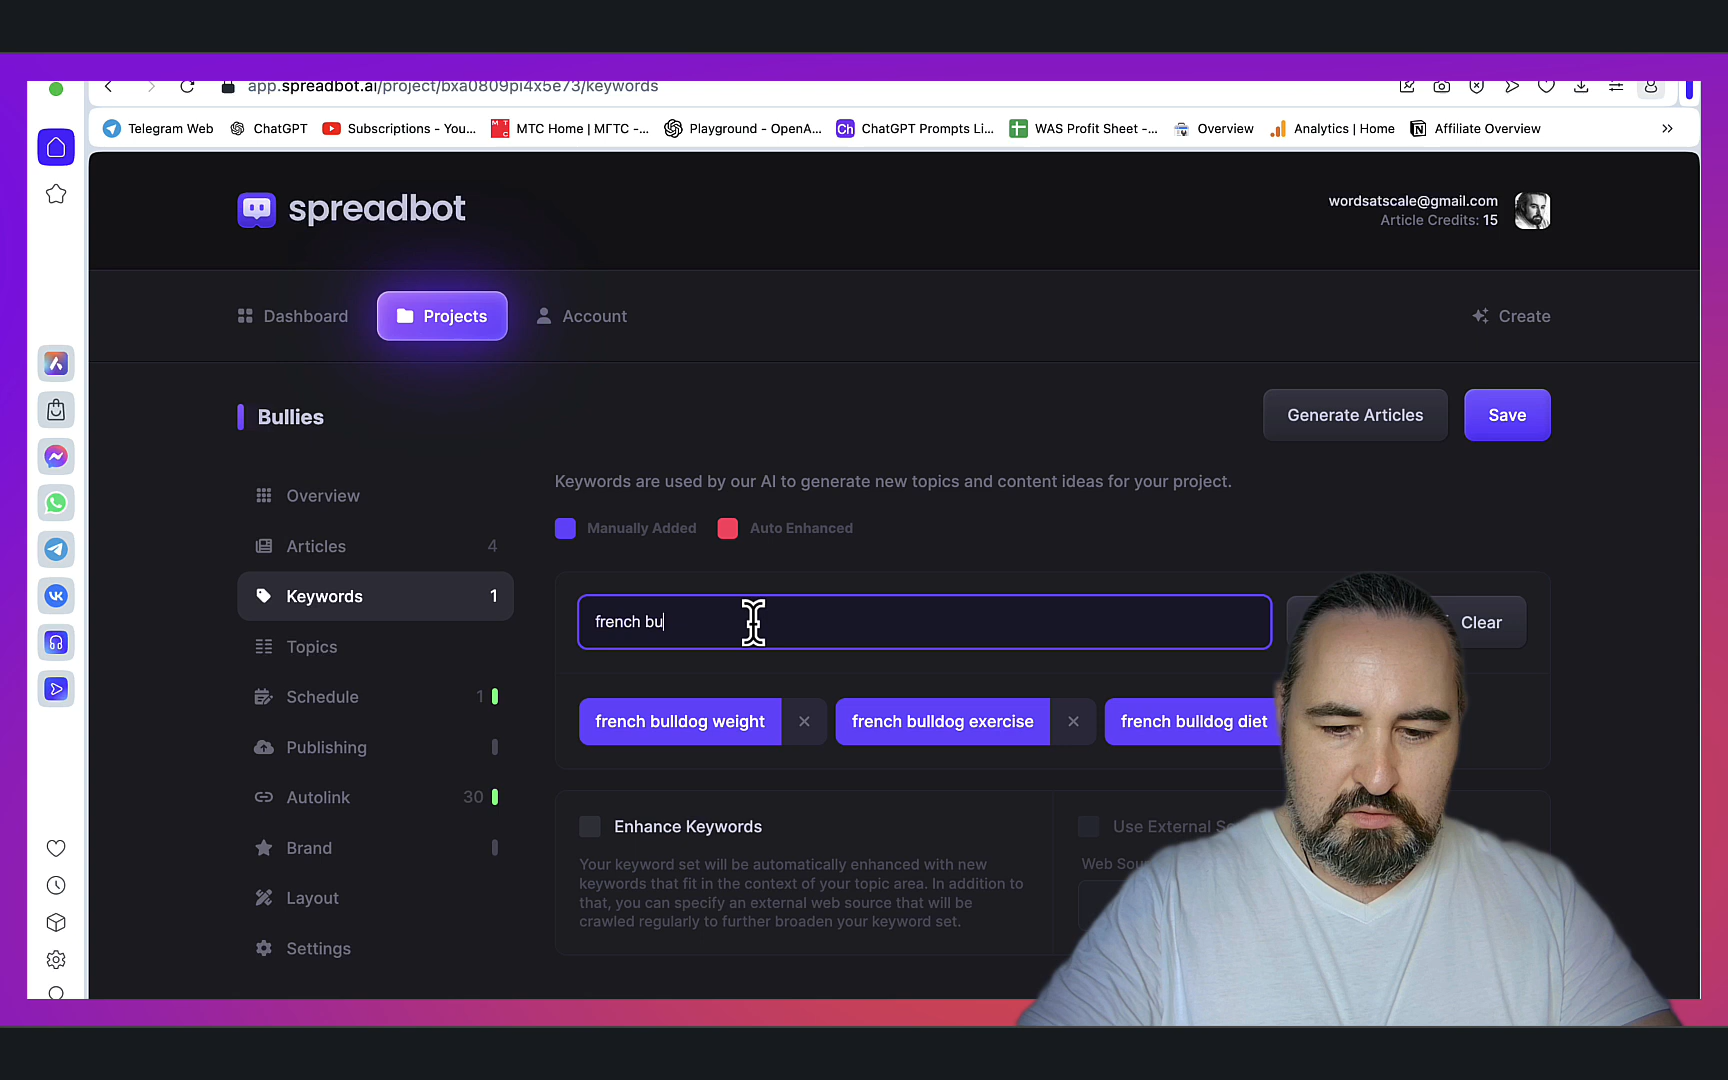 app.spreadbot.ai/project/bxa0809pi4x5e73/keywords
Telegram Web
ChatGPT
Subscriptions - You...
МТС Home | МГТС -...
Playground - OpenA...
Ch
ChatGPT Prompts Li...
WAS Profit Sheet -...
Overview
Analytics | Home
Affiliate Overview
spreadbot
wordsatscale@gmail.com
Article Credits: 15
Dashboard
Projects
Account
Create
Bullies
Generate Articles
Save
Overview
Articles 4
Keywords 1
Topics
Schedule 1
Publishing
Autolink 30
Brand
Layout
Settings
Keywords are used by our AI to generate new topics and content ideas for your project.
Manually Added
Auto Enhanced
french bu
Clear
french bulldog weight
french bulldog exercise
french bulldog diet
Enhance Keywords
Your keyword set will be automatically enhanced with new
keywords that fit in the context of your topic area. In addition to
that, you can specify an external web source that will be
crawled regularly to further broaden your keyword set.
Use External
Web